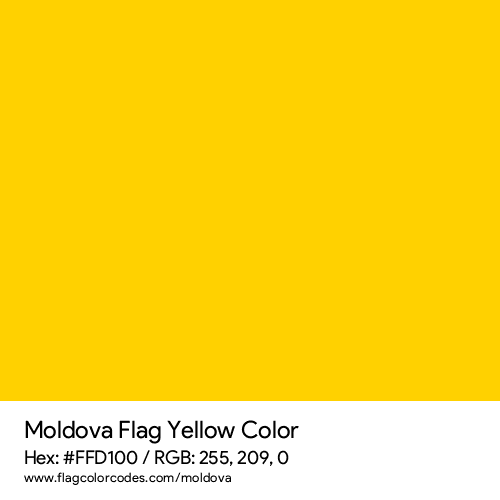 Moldova Flag Yellow Color
Hex: #FFD100 / RGB: 255, 209, 0
www.flagcolorcodes.com/moldova